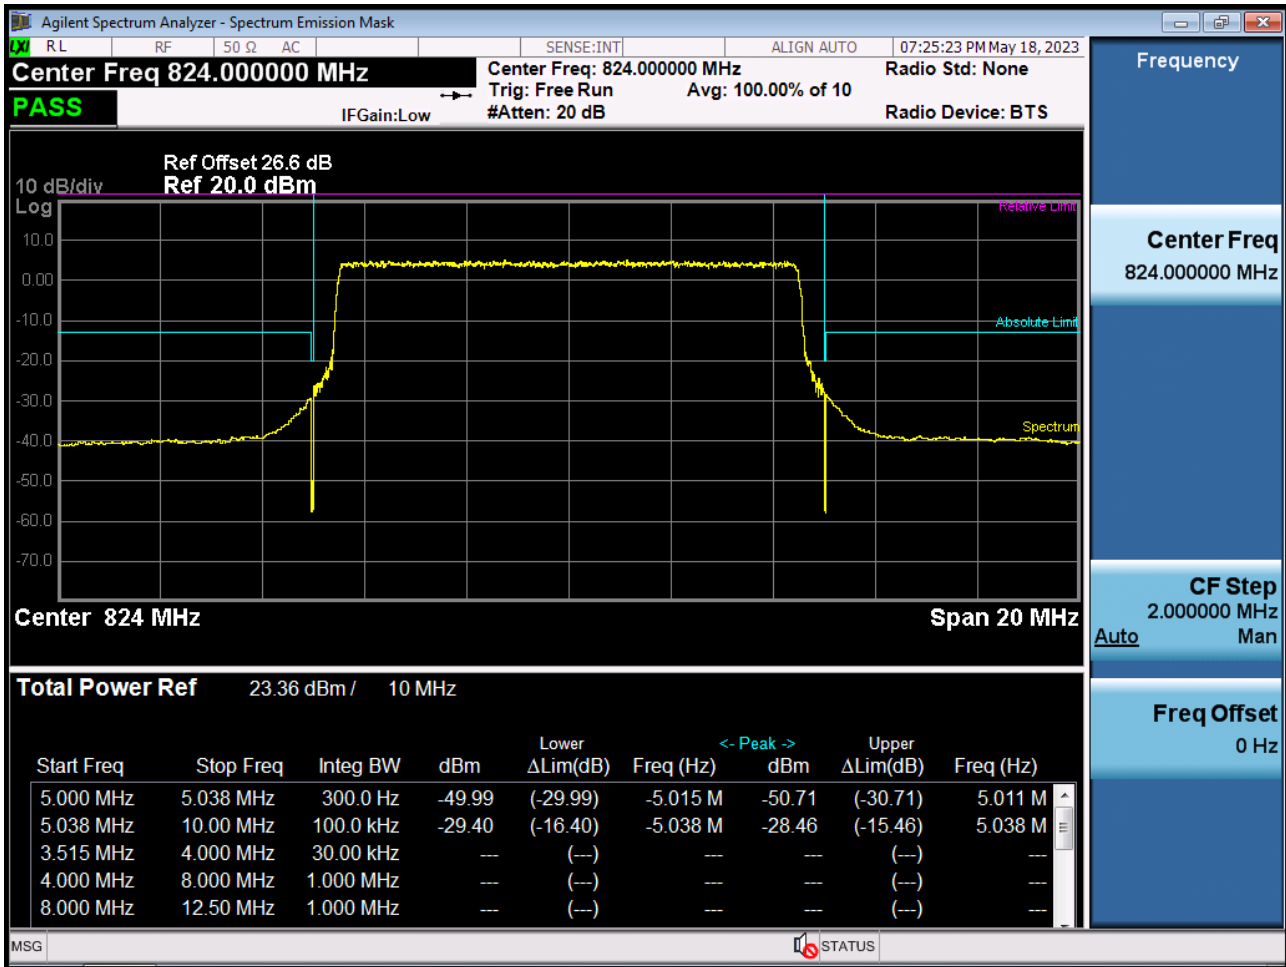 Agilent Spectrum Analyzer - Spectrum Emission Mask
LXI RL RF 50 Ω AC SENSE:INT ALIGN AUTO 07:25:23 PM May 18, 2023
Center Freq 824.000000 MHz Center Freq: 824.000000 MHz Radio Std: None
Trig: Free Run Avg: 100.00% of 10
PASS IFGain:Low #Atten: 20 dB Radio Device: BTS
Ref Offset 26.6 dB
10 dB/div Ref 20.0 dBm
Log
Relative Limit
10.0
0.00
-10.0
Absolute Limit
-20.0
-30.0
Spectrum
-40.0
-50.0
-60.0
-70.0
Center 824 MHz Span 20 MHz
Total Power Ref 23.36 dBm / 10 MHz
Lower <- Peak -> Upper
Start Freq Stop Freq Integ BW dBm ΔLim(dB) Freq (Hz) dBm ΔLim(dB) Freq (Hz)
5.000 MHz 5.038 MHz 300.0 Hz -49.99 (-29.99) -5.015 M -50.71 (-30.71) 5.011 M
5.038 MHz 10.00 MHz 100.0 kHz -29.40 (-16.40) -5.038 M -28.46 (-15.46) 5.038 M
3.515 MHz 4.000 MHz 30.00 kHz --- (---) --- --- (---) ---
4.000 MHz 8.000 MHz 1.000 MHz --- (---) --- --- (---) ---
8.000 MHz 12.50 MHz 1.000 MHz --- (---) --- --- (---) ---
MSG STATUS
Frequency
Center Freq
824.000000 MHz
CF Step
2.000000 MHz
Auto Man
Freq Offset
0 Hz